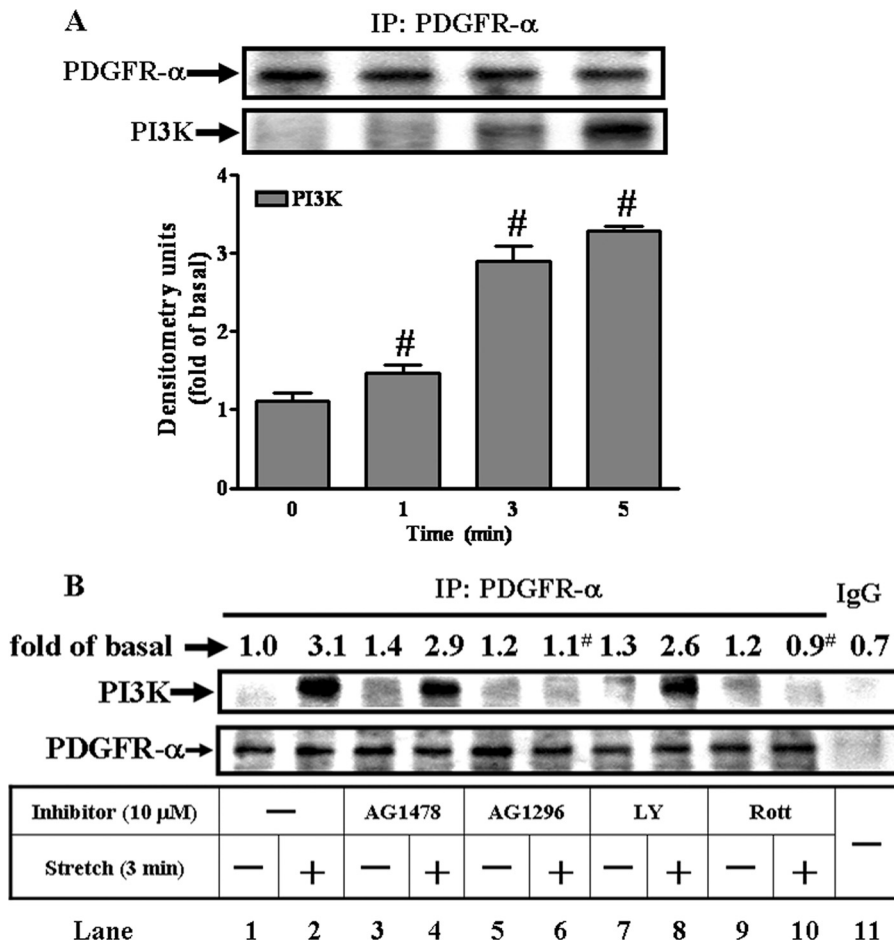 A
IP: PDGFR-α
PDGFR-α
PI3K
4
3
2
1
0
Densitometry units
(fold of basal)
PI3K
# # #
0 1 3 5
Time (min)
B
IP: PDGFR-α IgG
fold of basal 1.0 3.1 1.4 2.9 1.2 1.1# 1.3 2.6 1.2 0.9# 0.7
PI3K
PDGFR-α
Inhibitor (10 µM) — AG1478 AG1296 LY Rott —
Stretch (3 min) — + — + — + — + — +
Lane 1 2 3 4 5 6 7 8 9 10 11